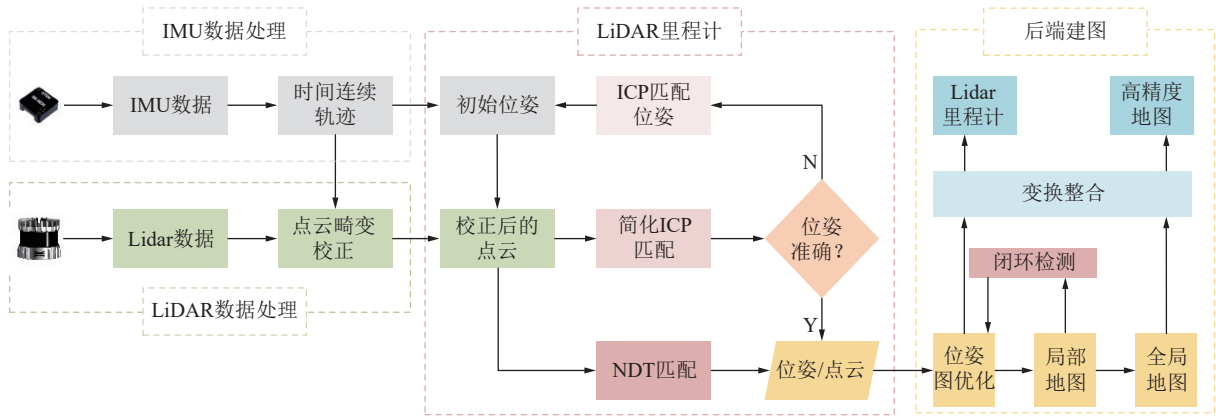 IMU数据处理
LiDAR里程计
后端建图
IMU数据
时间连续
轨迹
初始位姿
ICP匹配
位姿
Lidar
里程计
高精度
地图
N
变换整合
Lidar数据
点云畸变
校正
校正后的
点云
简化ICP
匹配
位姿
准确？
闭环检测
LiDAR数据处理
Y
NDT匹配
位姿/点云
位姿
图优化
局部
地图
全局
地图